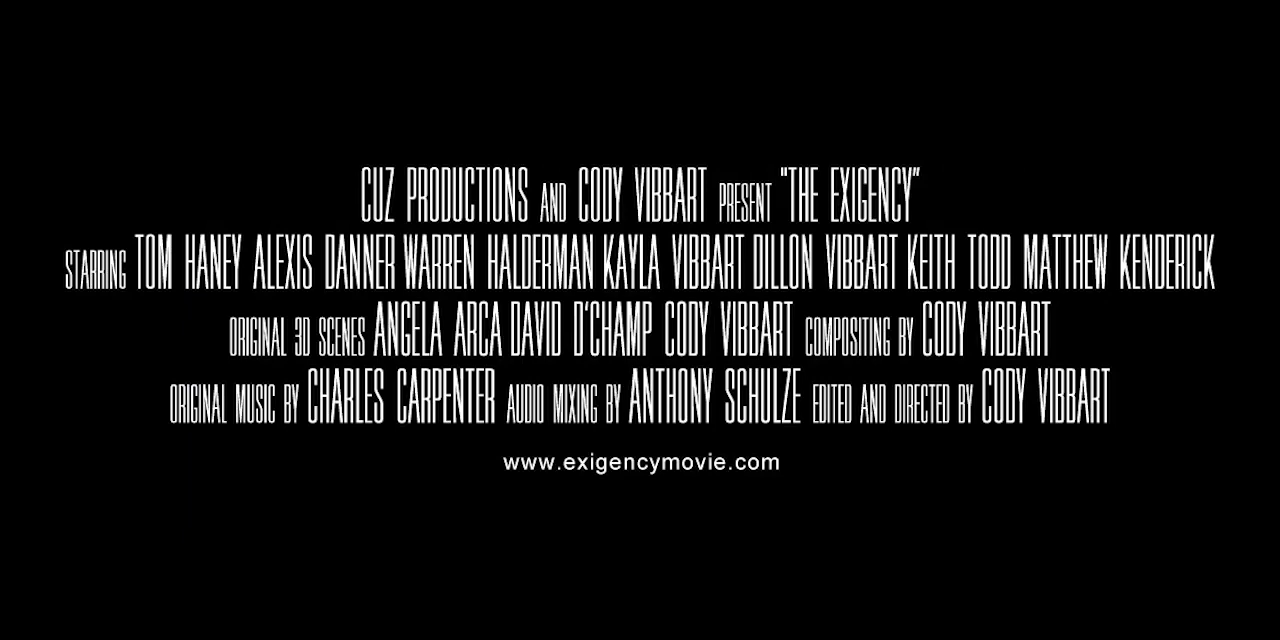 CUZ PRODUCTIONS AND CODY VIBBART PRESENT "THE EXIGENCY"
STARRING TOM HANEY ALEXIS DANNER WARREN HALDERMAN KAYLA VIBBART DILLON VIBBART KEITH TODD MATTHEW KENDERICK
ORIGINAL 3D SCENES ANGELA ARCA DAVID D'CHAMP CODY VIBBART COMPOSITING BY CODY VIBBART
ORIGINAL MUSIC BY CHARLES CARPENTER AUDIO MIXING BY ANTHONY SCHULZE EDITED AND DIRECTED BY CODY VIBBART
www.exigencymovie.com